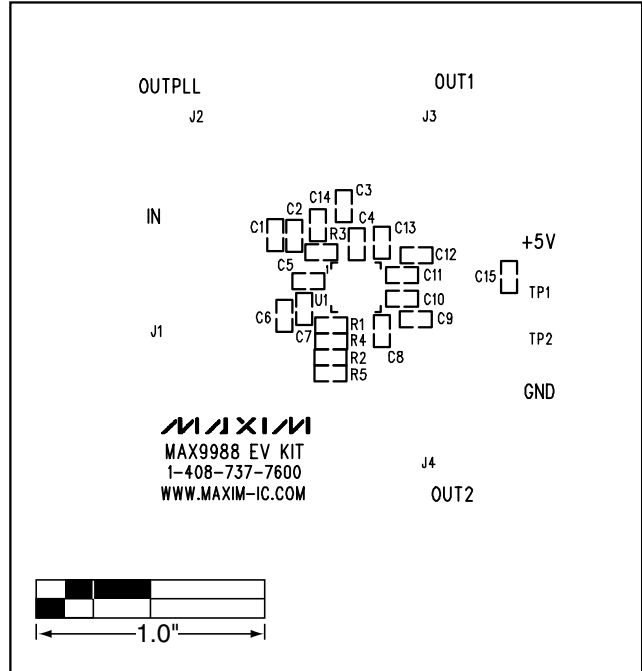 OUTPLL
OUT1
J2
J3
IN
C3
C14
C2
C1
C4
C13
R3
C12
+5V
C5
1
C11
C15
TP1
U1
C10
C6
C9
R1
J1
C7
R4
C8
TP2
R2
R5
GND
MAXIM
MAX9988 EV KIT
1-408-737-7600
WWW.MAXIM-IC.COM
J4
OUT2
1.0"